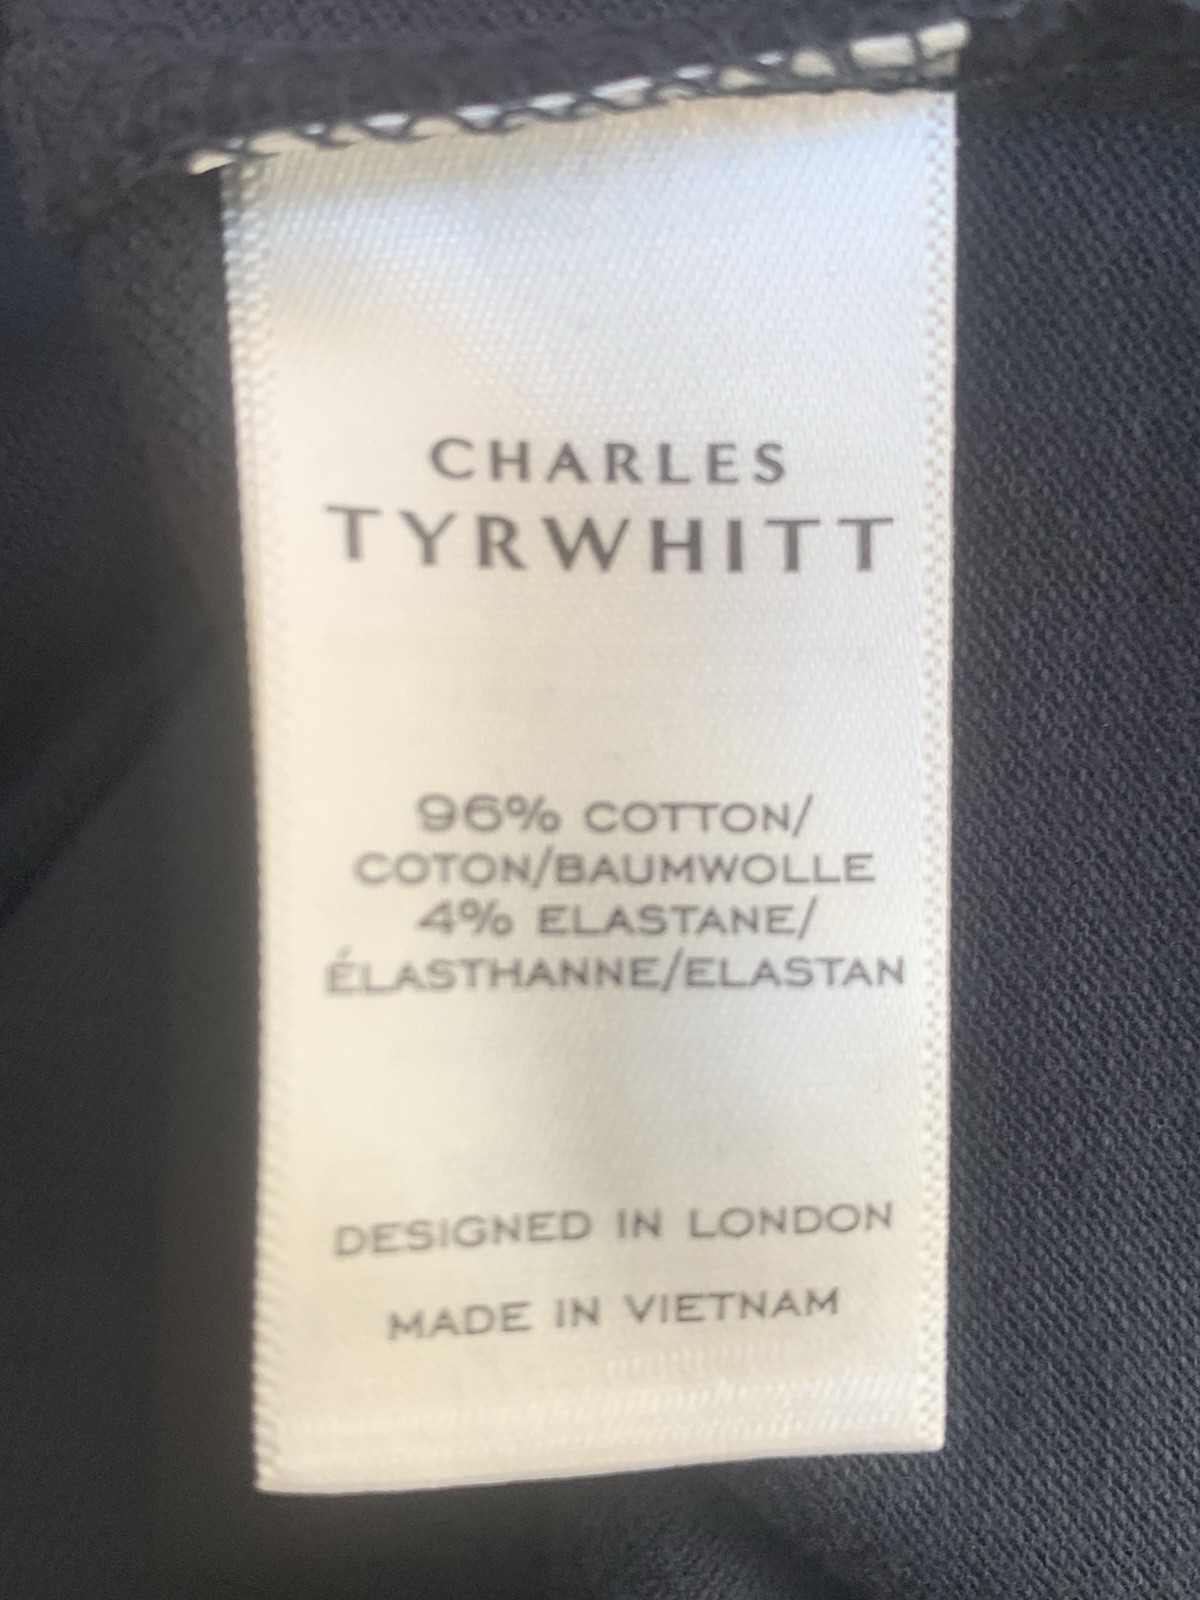 CHARLES
TYRWHITT
96% COTTON/
COTON/BAUMWOLLE
4% ELASTANE/
ÉLASTHANNE/ELASTAN
DESIGNED IN LONDON
MADE IN VIETNAM